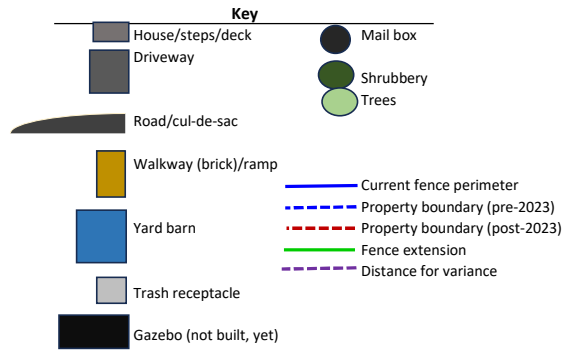 Key
House/steps/deck
Driveway
Road/cul-de-sac
Walkway (brick)/ramp
Yard barn
Trash receptacle
Gazebo (not built, yet)
Mail box
Shrubbery
Trees
Current fence perimeter
Property boundary (pre-2023)
Property boundary (post-2023)
Fence extension
Distance for variance